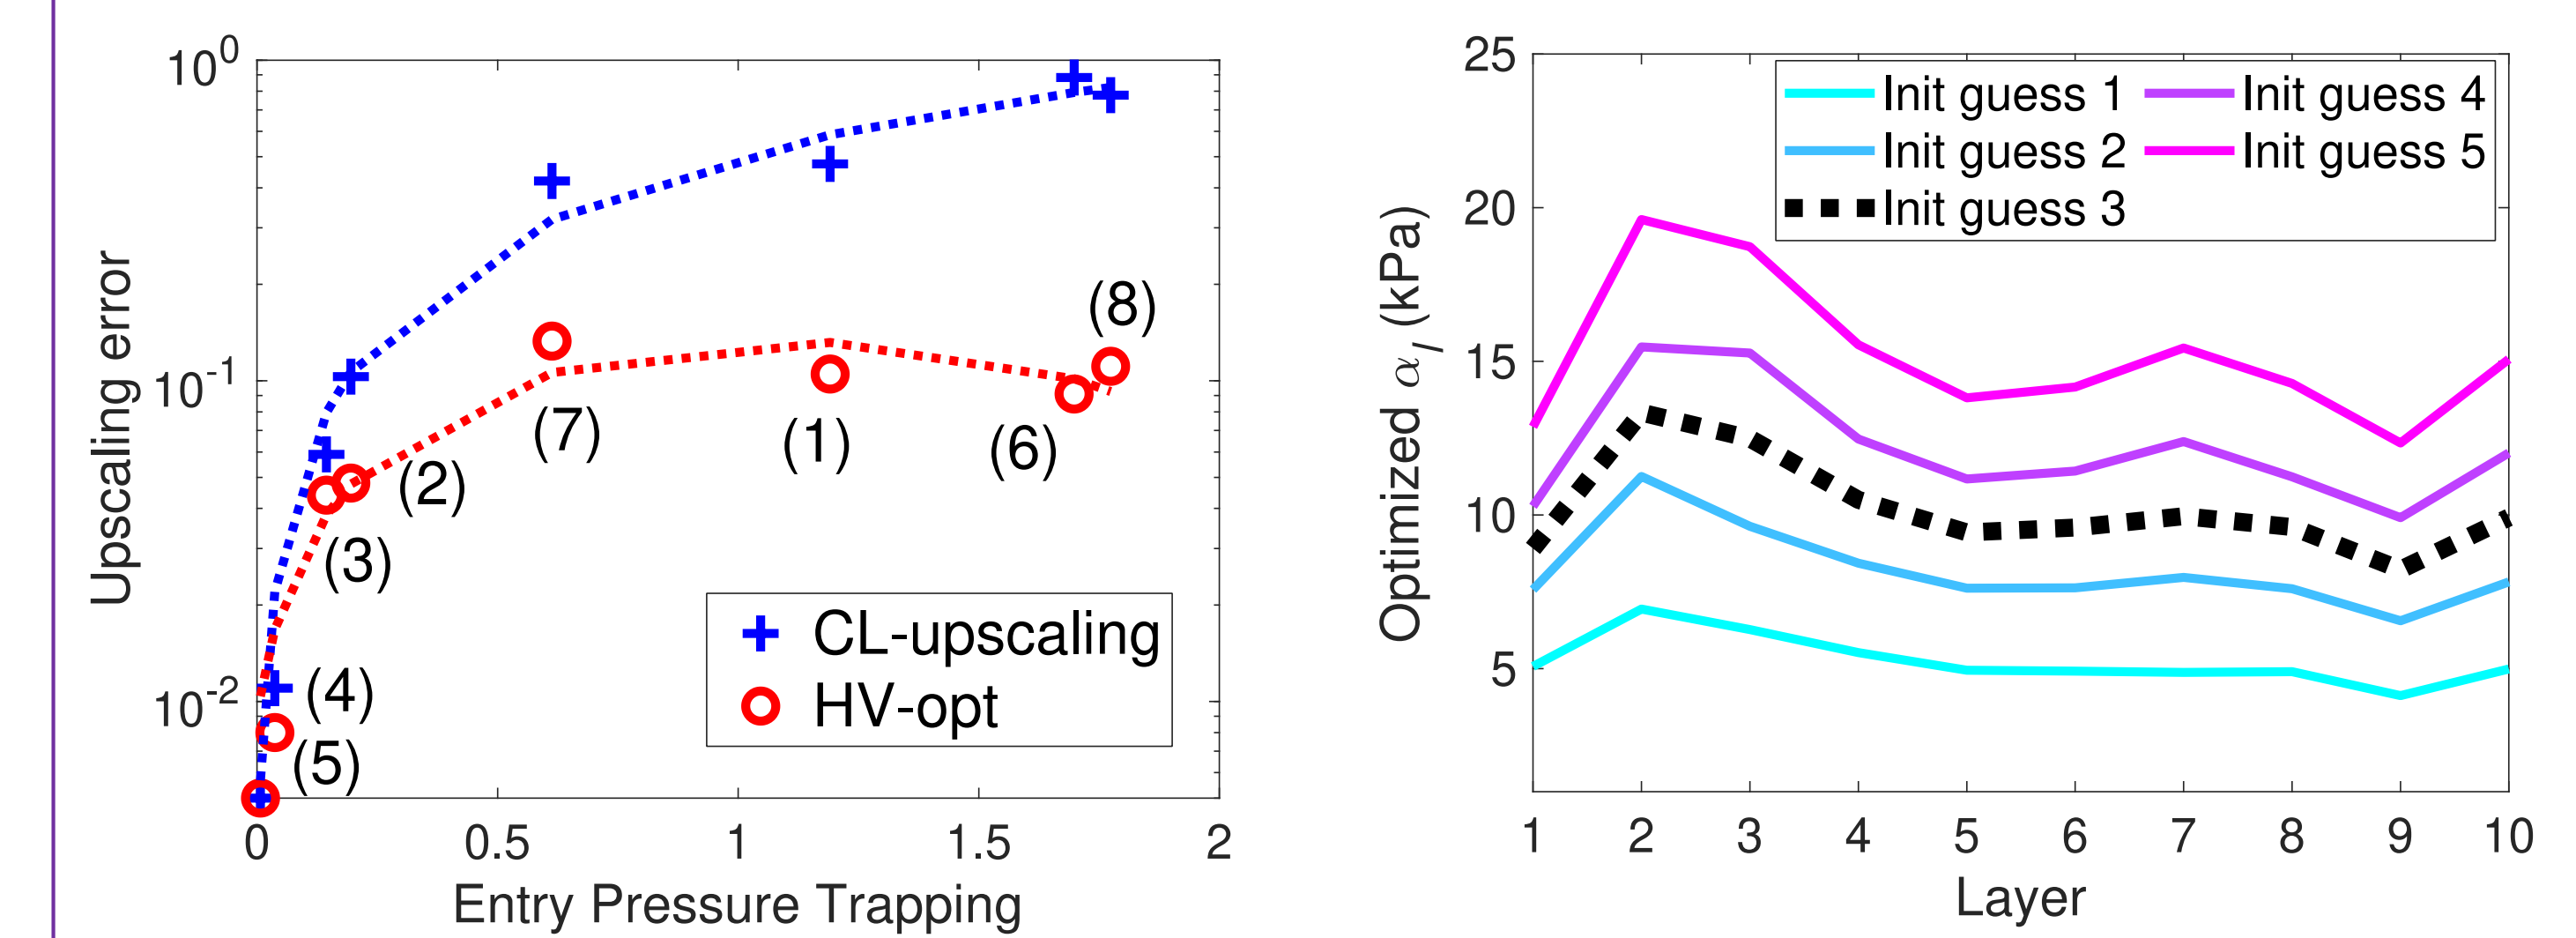 Upscaling error
10^0
10^-1
10^-2
(8)
(7)
(1)
(6)
(2)
(3)
(4)
(5)
CL-upscaling
HV-opt
0 0.5 1 1.5 2
Entry Pressure Trapping
Optimized α_l (kPa)
25
20
15
10
5
Init guess 1 Init guess 4
Init guess 2 Init guess 5
Init guess 3
1 2 3 4 5 6 7 8 9 10
Layer